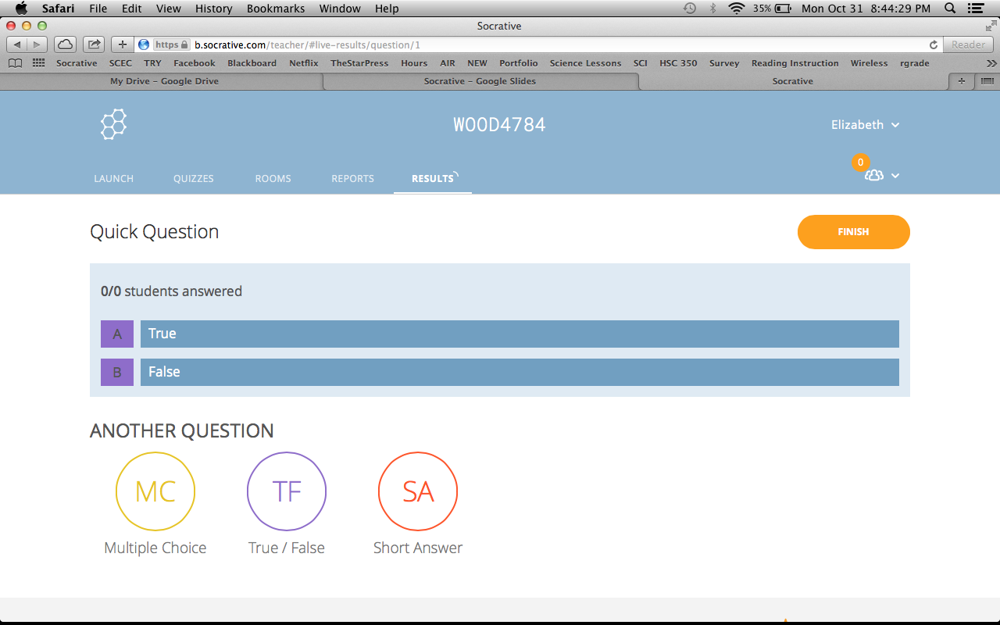 Safari File Edit View History Bookmarks Window Help 35% Mon Oct 31 8:44:29 PM
Socrative
https b.socrative.com/teacher/#live-results/question/1 Reader
Socrative SCEC TRY Facebook Blackboard Netflix TheStarPress Hours AIR NEW Portfolio Science Lessons SCI HSC 350 Survey Reading Instruction Wireless rgrade
My Drive – Google Drive Socrative – Google Slides Socrative
WOOD4784 Elizabeth
0
LAUNCH QUIZZES ROOMS REPORTS RESULTS
Quick Question FINISH
0/0 students answered
A True
B False
ANOTHER QUESTION
MC TF SA
Multiple Choice True / False Short Answer